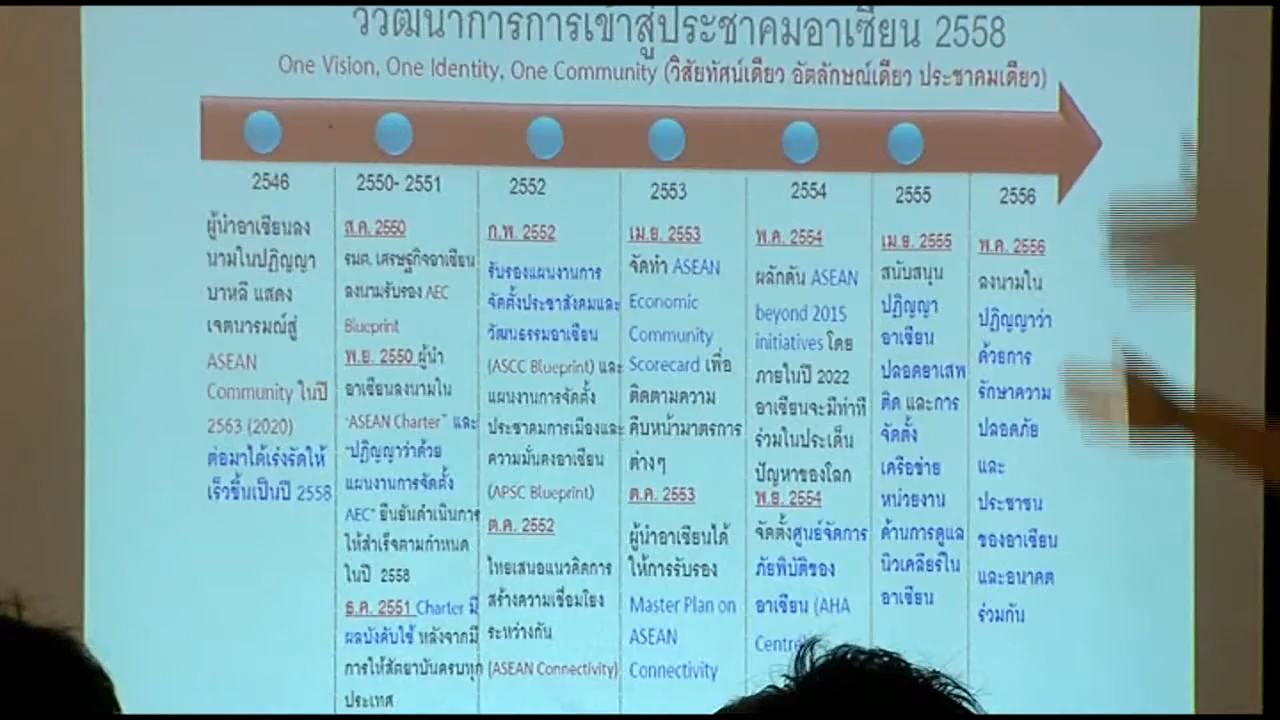 วิวัฒนาการการเข้าสู่ประชาคมอาเซียน 2558
One Vision, One Identity, One Community (วิสัยทัศน์เดียว อัตลักษณ์เดียว ประชาคมเดียว)
2546
ผู้นำอาเซียนลง
นามในปฏิญญา
บาหลี แสดง
เจตนารมณ์สู่
ASEAN
Community ในปี
2563 (2020)
ต่อมาได้เร่งรัดให้
เร็วขึ้นเป็นปี 2558
2550- 2551
ส.ค. 2550
รมต. เศรษฐกิจอาเซียน
ลงนามรับรอง AEC
Blueprint
พ.ย. 2550 ผู้นำ
อาเซียนลงนามใน
"ASEAN Charter" และ
"ปฏิญญาว่าด้วย
แผนงานการจัดตั้ง
AEC" ยืนยันดำเนินการ
ให้สำเร็จตามกำหนด
ในปี 2558
ธ.ค. 2551 Charter มี
ผลบังคับใช้ หลังจากมี
การให้สัตยาบันครบทุก
ประเทศ
2552
ก.พ. 2552
รับรองแผนงานการ
จัดตั้งประชาสังคมและ
วัฒนธรรมอาเซียน
(ASCC Blueprint) และ
แผนงานการจัดตั้ง
ประชาคมการเมืองและ
ความมั่นคงอาเซียน
(APSC Blueprint)
ต.ค. 2552
ไทยเสนอแนวคิดการ
สร้างความเชื่อมโยง
ระหว่างกัน
(ASEAN Connectivity)
2553
เม.ย. 2553
จัดทำ ASEAN
Economic
Community
Scorecard เพื่อ
ติดตามความ
คืบหน้ามาตรการ
ต่างๆ
ต.ค. 2553
ผู้นำอาเซียนได้
ให้การรับรอง
Master Plan on
ASEAN
Connectivity
2554
พ.ค. 2554
ผลักดัน ASEAN
beyond 2015
initiatives โดย
ภายในปี 2022
อาเซียนจะมีท่าที
ร่วมในประเด็น
ปัญหาของโลก
พ.ย. 2554
จัดตั้งศูนย์จัดการ
ภัยพิบัติของ
อาเซียน (AHA
Centre
2555
เม.ย. 2555
สนับสนุน
ปฏิญญา
อาเซียน
ปลอดยาเสพ
ติด และการ
จัดตั้ง
เครือข่าย
หน่วยงาน
ด้านการดูแล
นิวเคลียร์ใน
อาเซียน
2556
พ.ค. 2556
ลงนามใน
ปฏิญญาว่า
ด้วยการ
รักษาความ
ปลอดภัย
และ
ประชาชน
ของอาเซียน
และอนาคต
ร่วมกัน